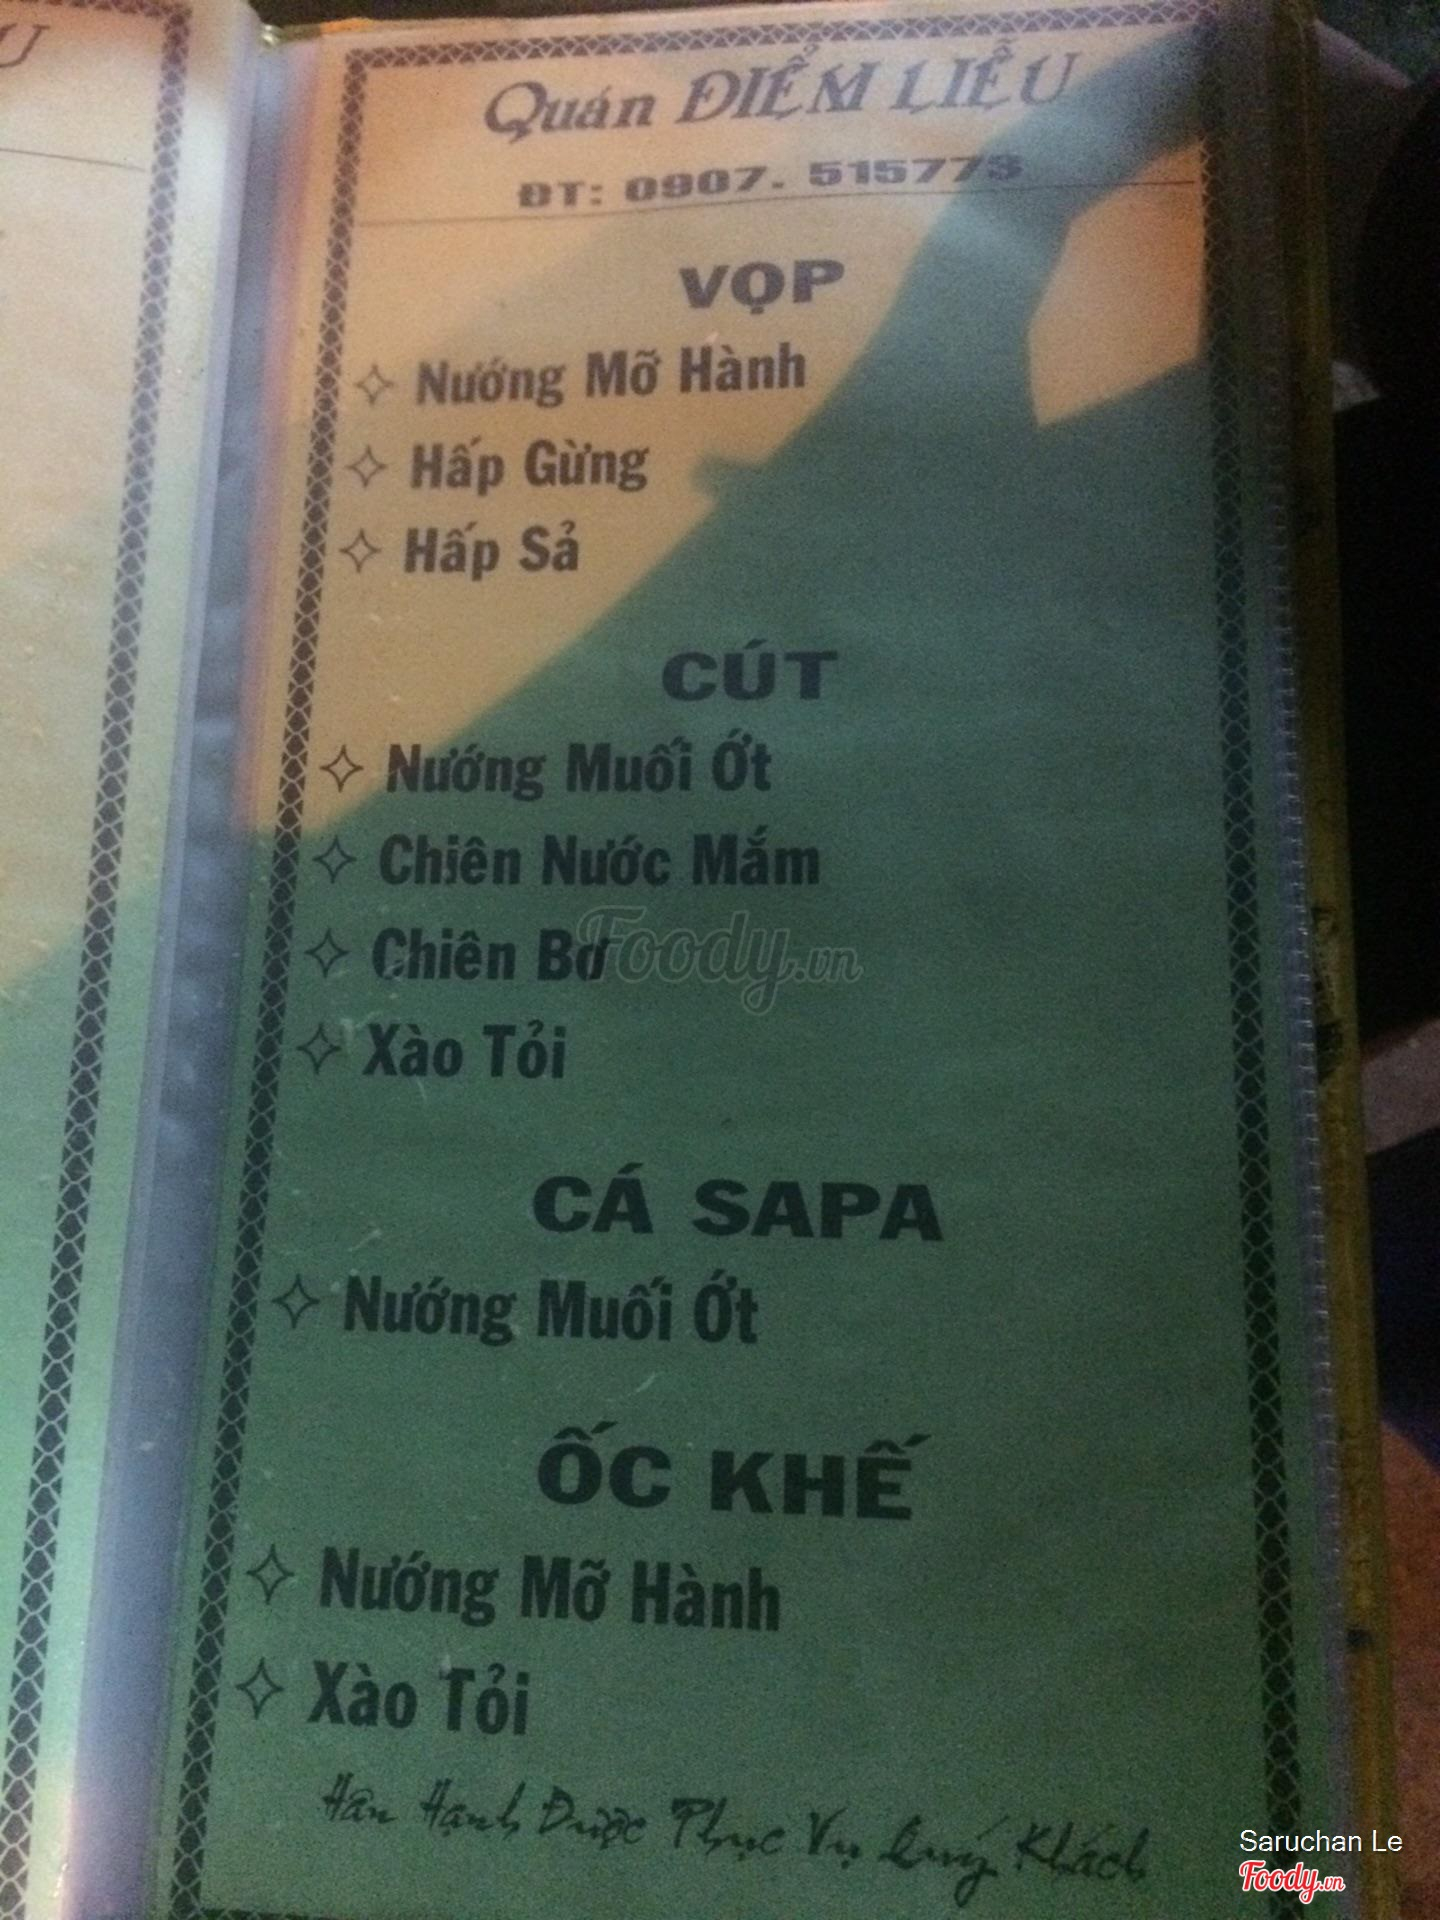 U
Quán ĐIỂM LIỄU
ĐT: 0907. 515773
VỌP
Nướng Mỡ Hành
Hấp Gừng
Hấp Sả
CÚT
Nướng Muối Ớt
Chiên Nước Mắm
Chiên Bơ
Xào Tỏi
CÁ SAPA
Nướng Muối Ớt
ỐC KHẾ
Nướng Mỡ Hành
Xào Tỏi
Hân Hạnh Được Phục Vụ Quý Khách
Foody.vn
Saruchan Le
Foody.vn